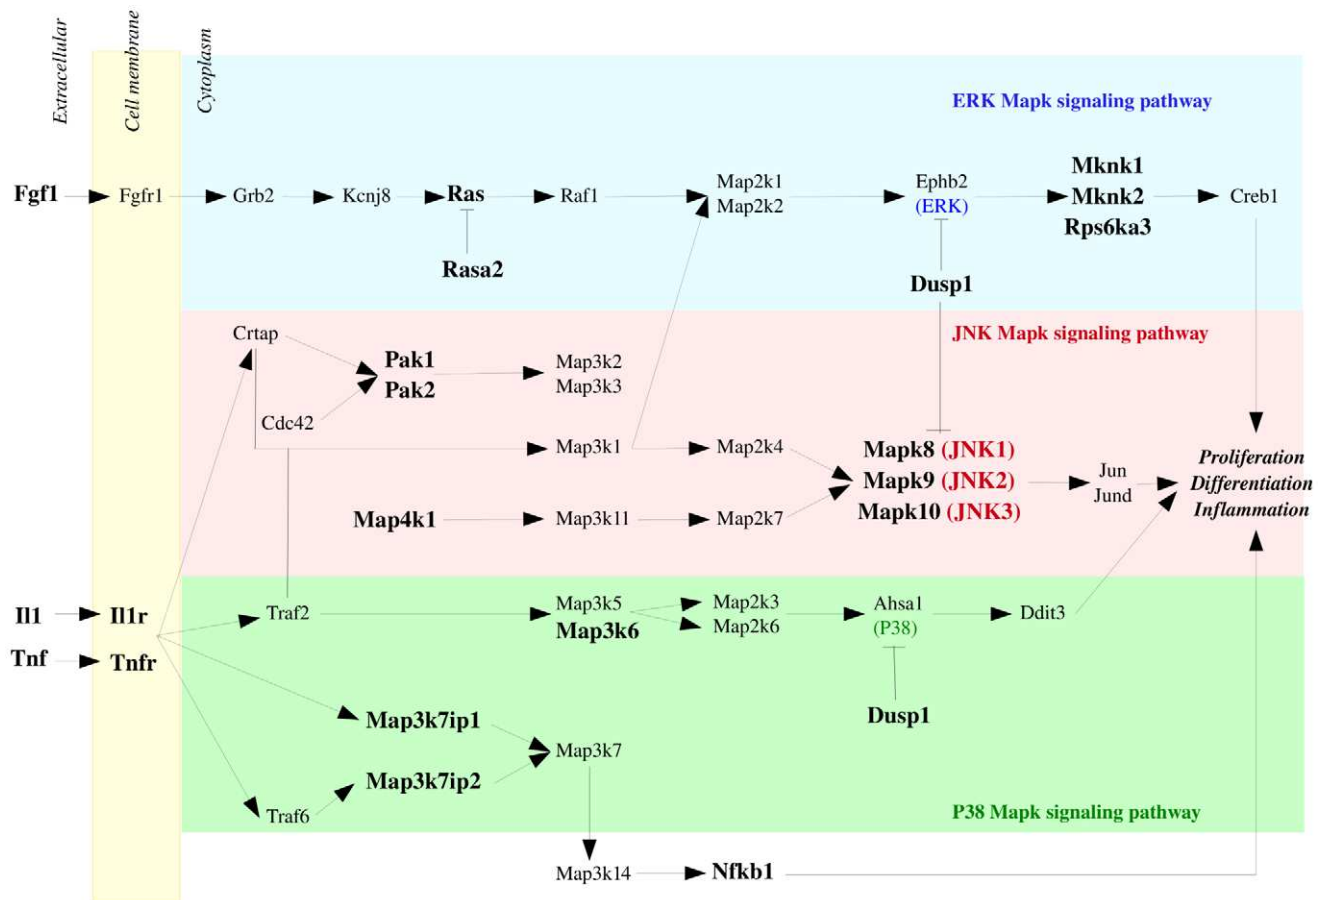 Extracellular
Cell membrane
Cytoplasm
ERK Mapk signaling pathway
Fgf1
Fgfr1
Grb2
Kcnj8
Ras
Raf1
Map2k1
Map2k2
Ephb2
(ERK)
Mknk1
Mknk2
Rps6ka3
Creb1
Rasa2
Dusp1
JNK Mapk signaling pathway
Crtap
Pak1
Pak2
Map3k2
Map3k3
Cdc42
Map3k1
Map2k4
Mapk8 (JNK1)
Mapk9 (JNK2)
Mapk10 (JNK3)
Jun
Jund
Proliferation
Differentiation
Inflammation
Map4k1
Map3k11
Map2k7
Il1
Il1r
Tnf
Tnfr
Traf2
Map3k5
Map3k6
Map2k3
Map2k6
Ahsa1
(P38)
Ddit3
Dusp1
Map3k7ip1
Map3k7ip2
Map3k7
Traf6
P38 Mapk signaling pathway
Map3k14
Nfkb1